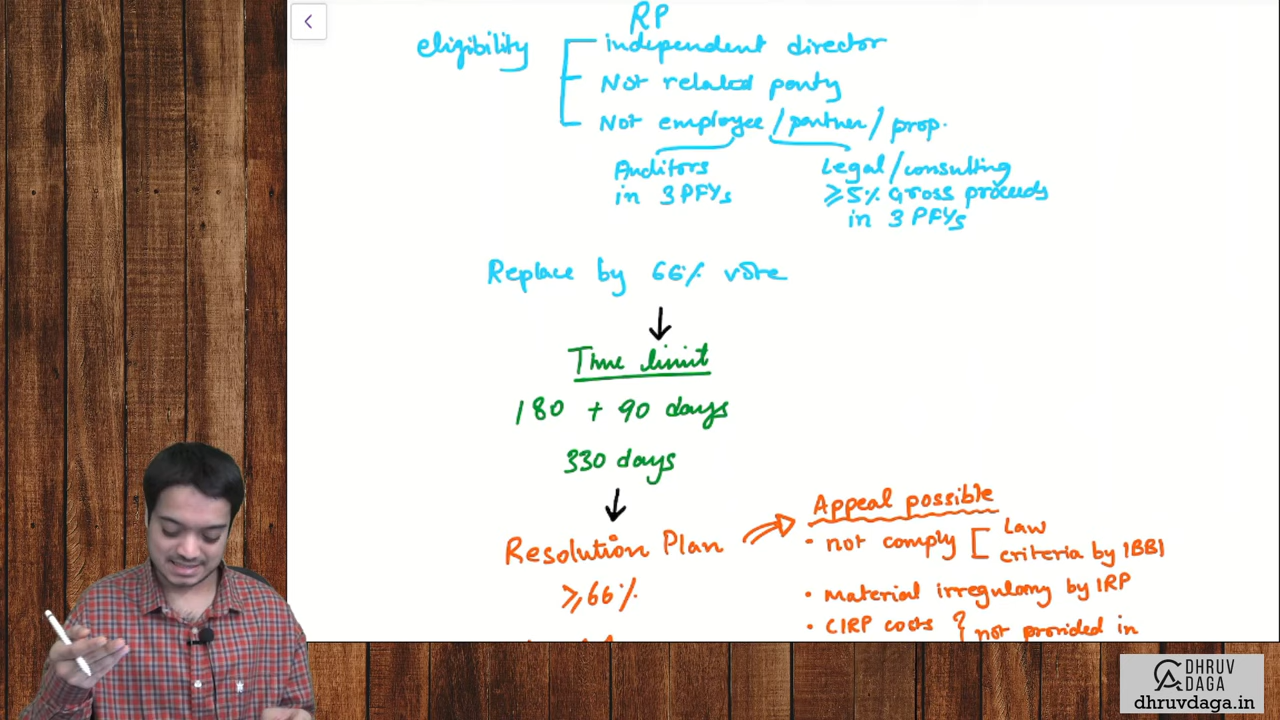 RP
eligibility
independent director
Not related party
Not employee / partner / prop.
Auditors
in 3 PFYs
Legal / consulting
≥5% Gross proceeds
in 3 PFYs
Replace by 66% vote
Time limit
180 + 90 days
330 days
Resolution Plan
≥66%
Appeal possible
• not comply [ Law
criteria by IBBI
• Material irregularity by IRP
• CIRP costs } not provided in
DHRUV
DAGA
dhruvdaga.in